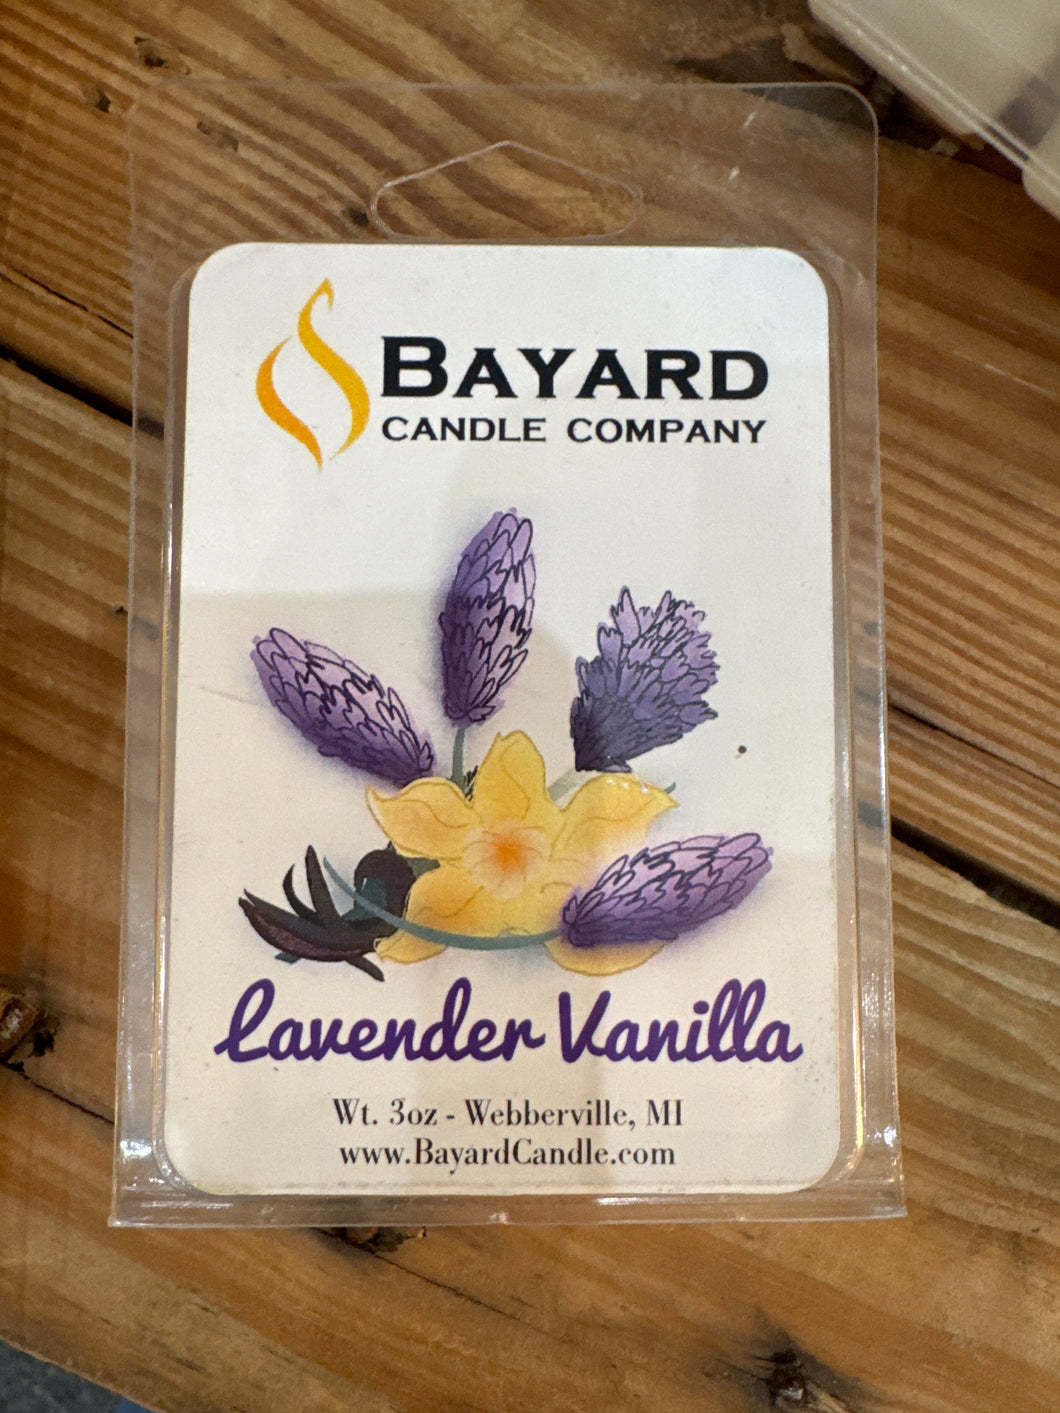 BAYARD
CANDLE COMPANY
Lavender Vanilla
Wt. 3oz - Webberville, MI
www.BayardCandle.com